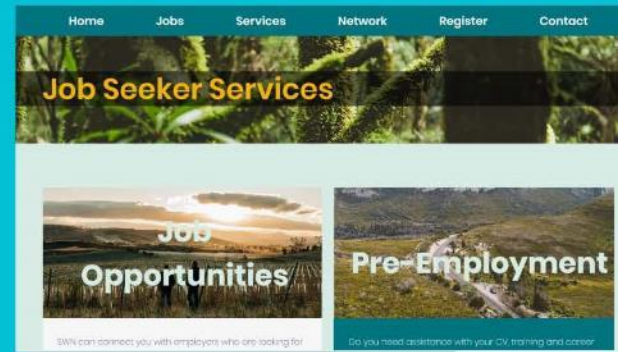 Home Jobs Services Network Register Contact
Job Seeker Services
Job
Opportunities
Pre-Employment
SWN can connect you with employers who are looking for
Do you need assistance with your CV, training and career